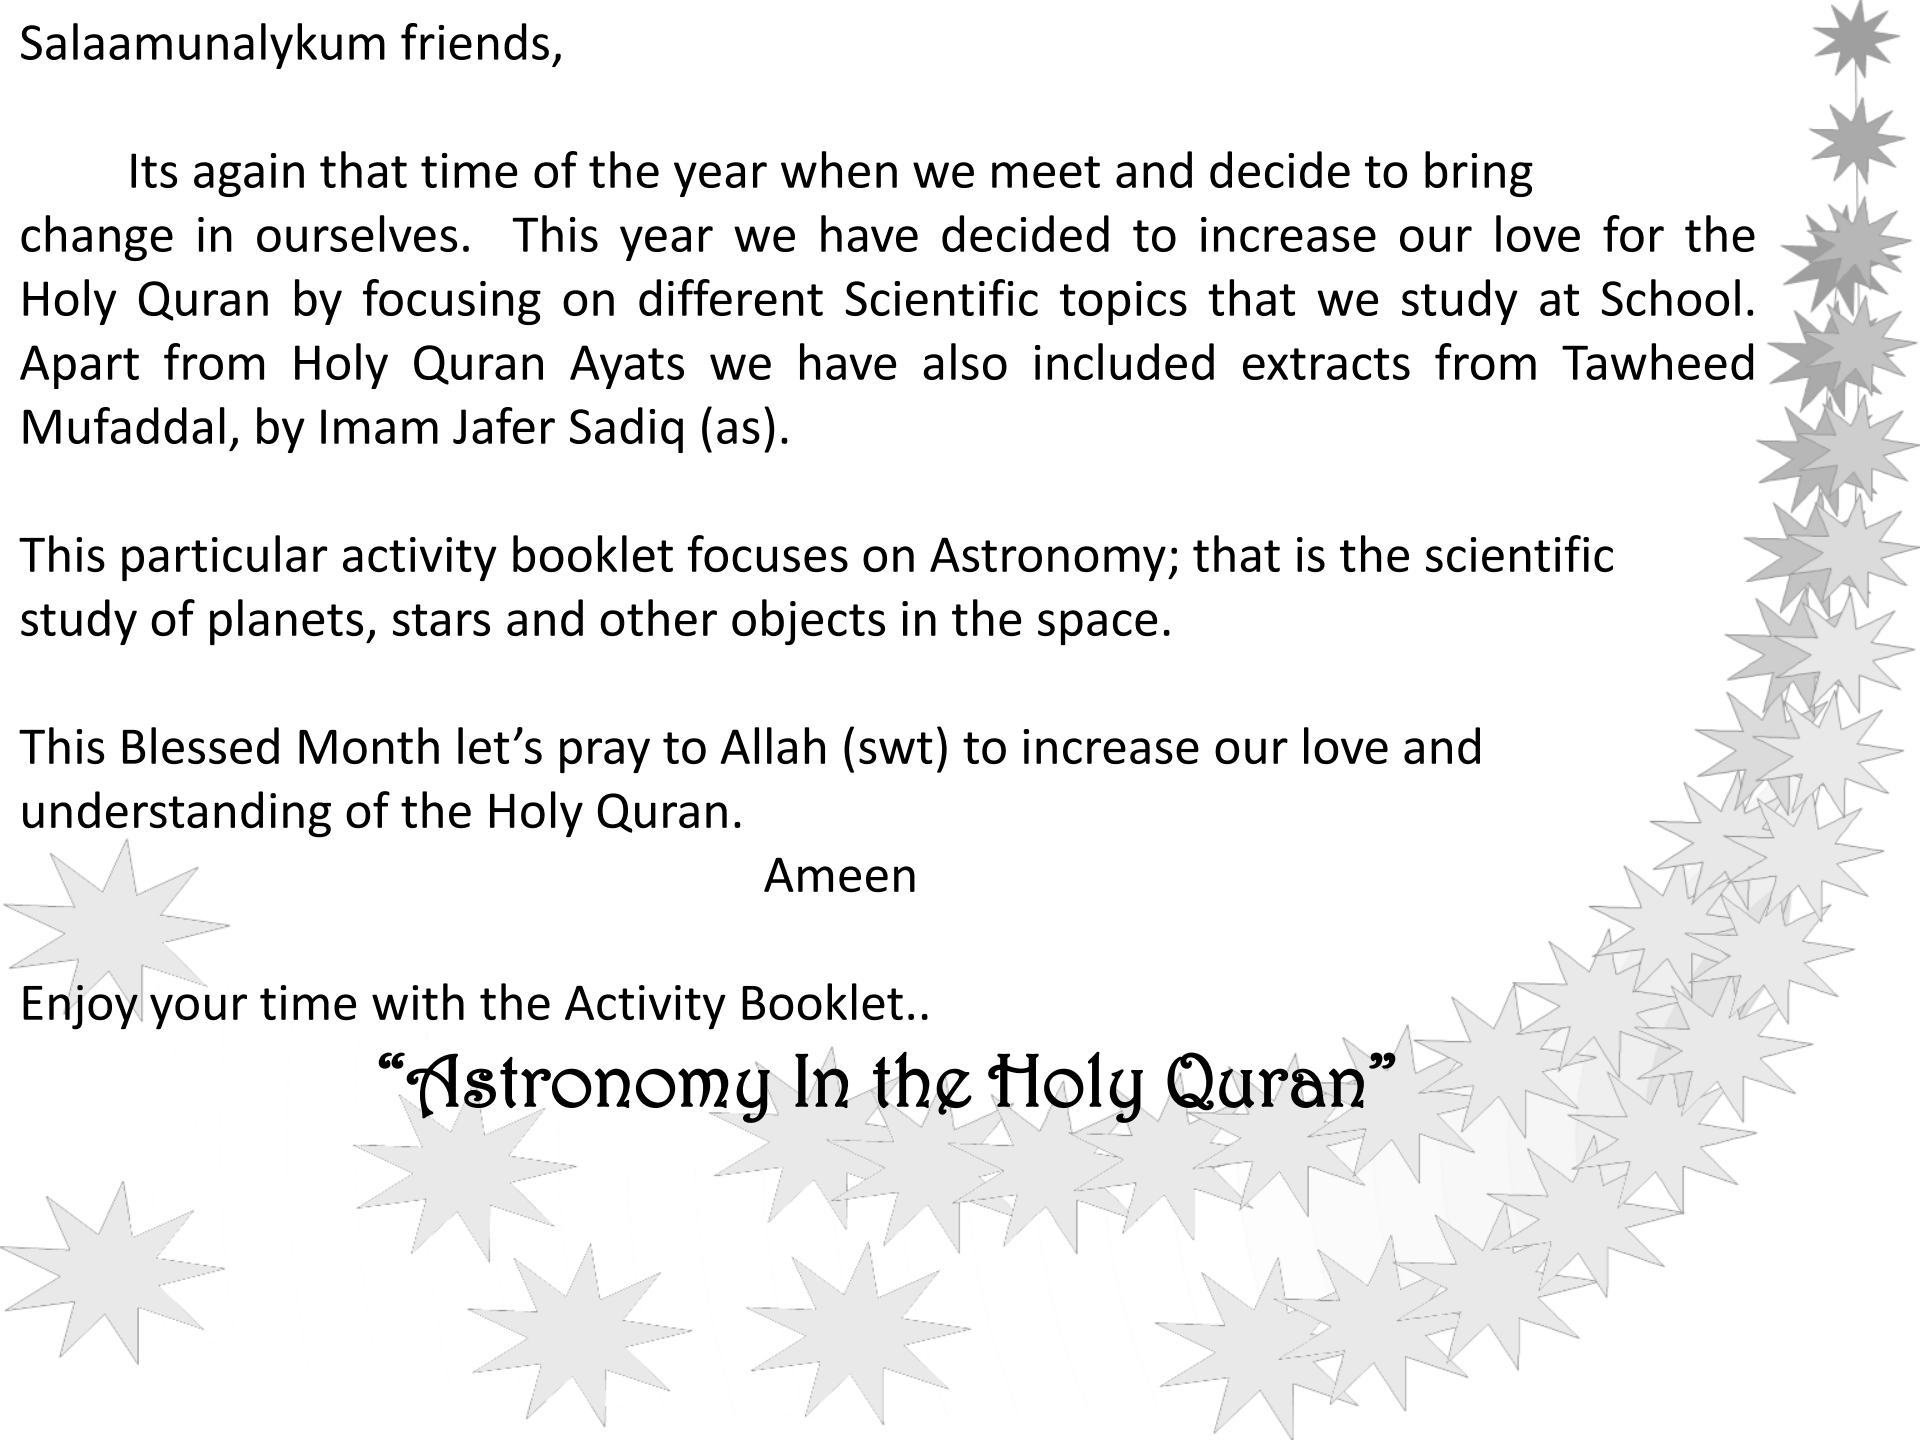 Salaamunalykum friends,
Its again that time of the year when we meet and decide to bring
change in ourselves. This year we have decided to increase our love for the
Holy Quran by focusing on different Scientific topics that we study at School.
Apart from Holy Quran Ayats we have also included extracts from Tawheed
Mufaddal, by Imam Jafer Sadiq (as).
This particular activity booklet focuses on Astronomy; that is the scientific
study of planets, stars and other objects in the space.
This Blessed Month let’s pray to Allah (swt) to increase our love and
understanding of the Holy Quran.
Ameen
Enjoy your time with the Activity Booklet..
“Astronomy In the Holy Quran”